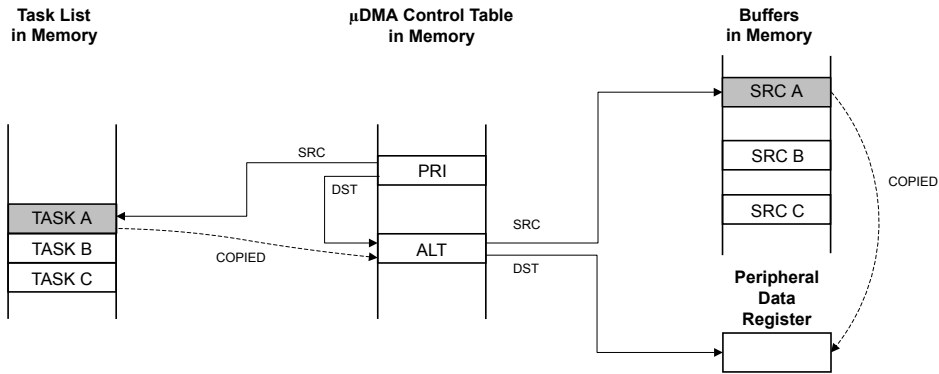 Task List
in Memory
µDMA Control Table
in Memory
Buffers
in Memory
SRC A
SRC
PRI
SRC B
COPIED
DST
SRC C
TASK A
SRC
TASK B
ALT
COPIED
DST
TASK C
Peripheral
Data
Register